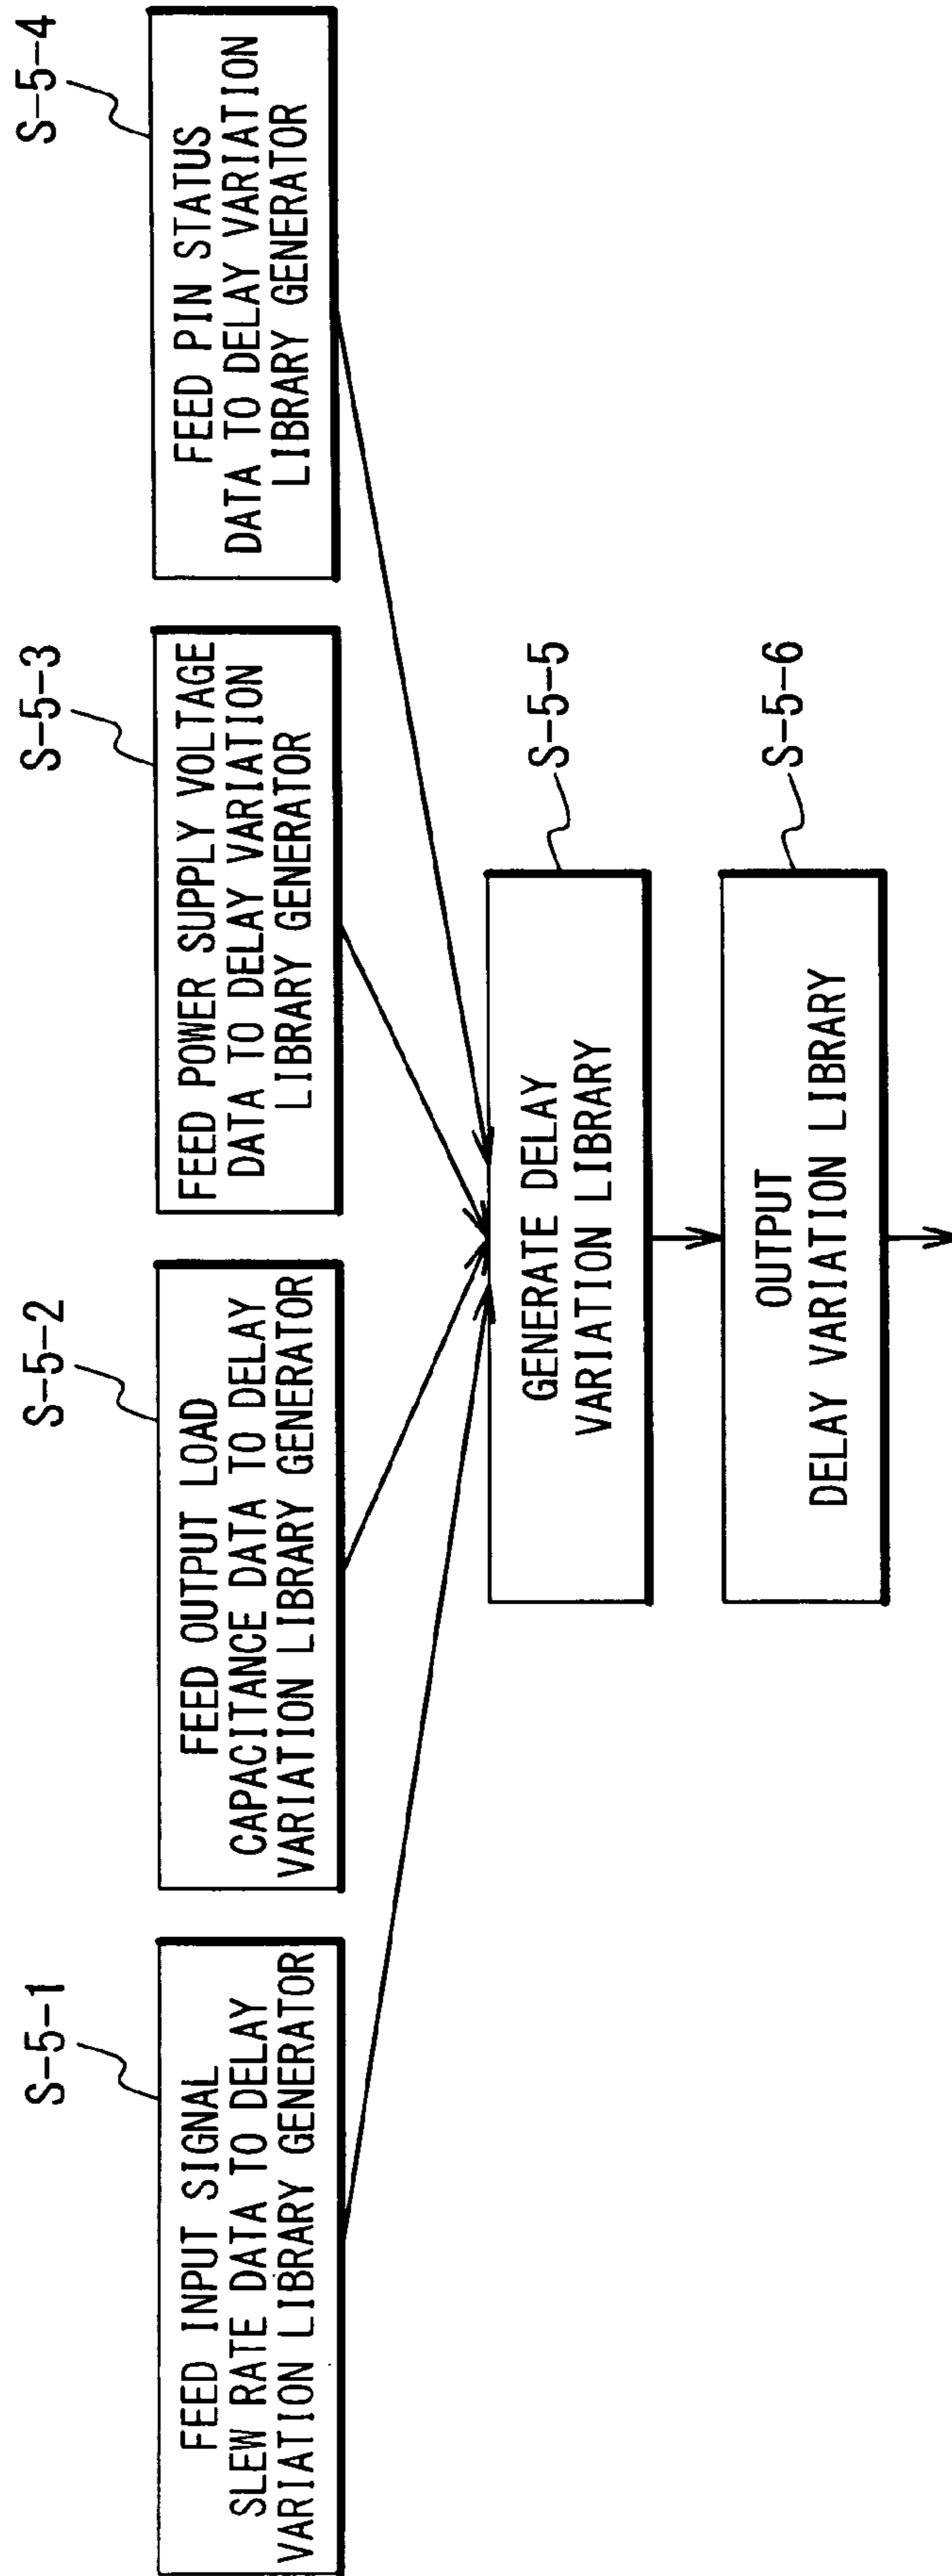 S-5-1
FEED INPUT SIGNAL
SLEW RATE DATA TO DELAY
VARIATION LIBRARY GENERATOR
S-5-2
FEED OUTPUT LOAD
CAPACITANCE DATA TO DELAY
VARIATION LIBRARY GENERATOR
S-5-3
FEED POWER SUPPLY VOLTAGE
DATA TO DELAY VARIATION
LIBRARY GENERATOR
S-5-4
FEED PIN STATUS
DATA TO DELAY VARIATION
LIBRARY GENERATOR
S-5-5
GENERATE DELAY
VARIATION LIBRARY
S-5-6
OUTPUT
DELAY VARIATION LIBRARY